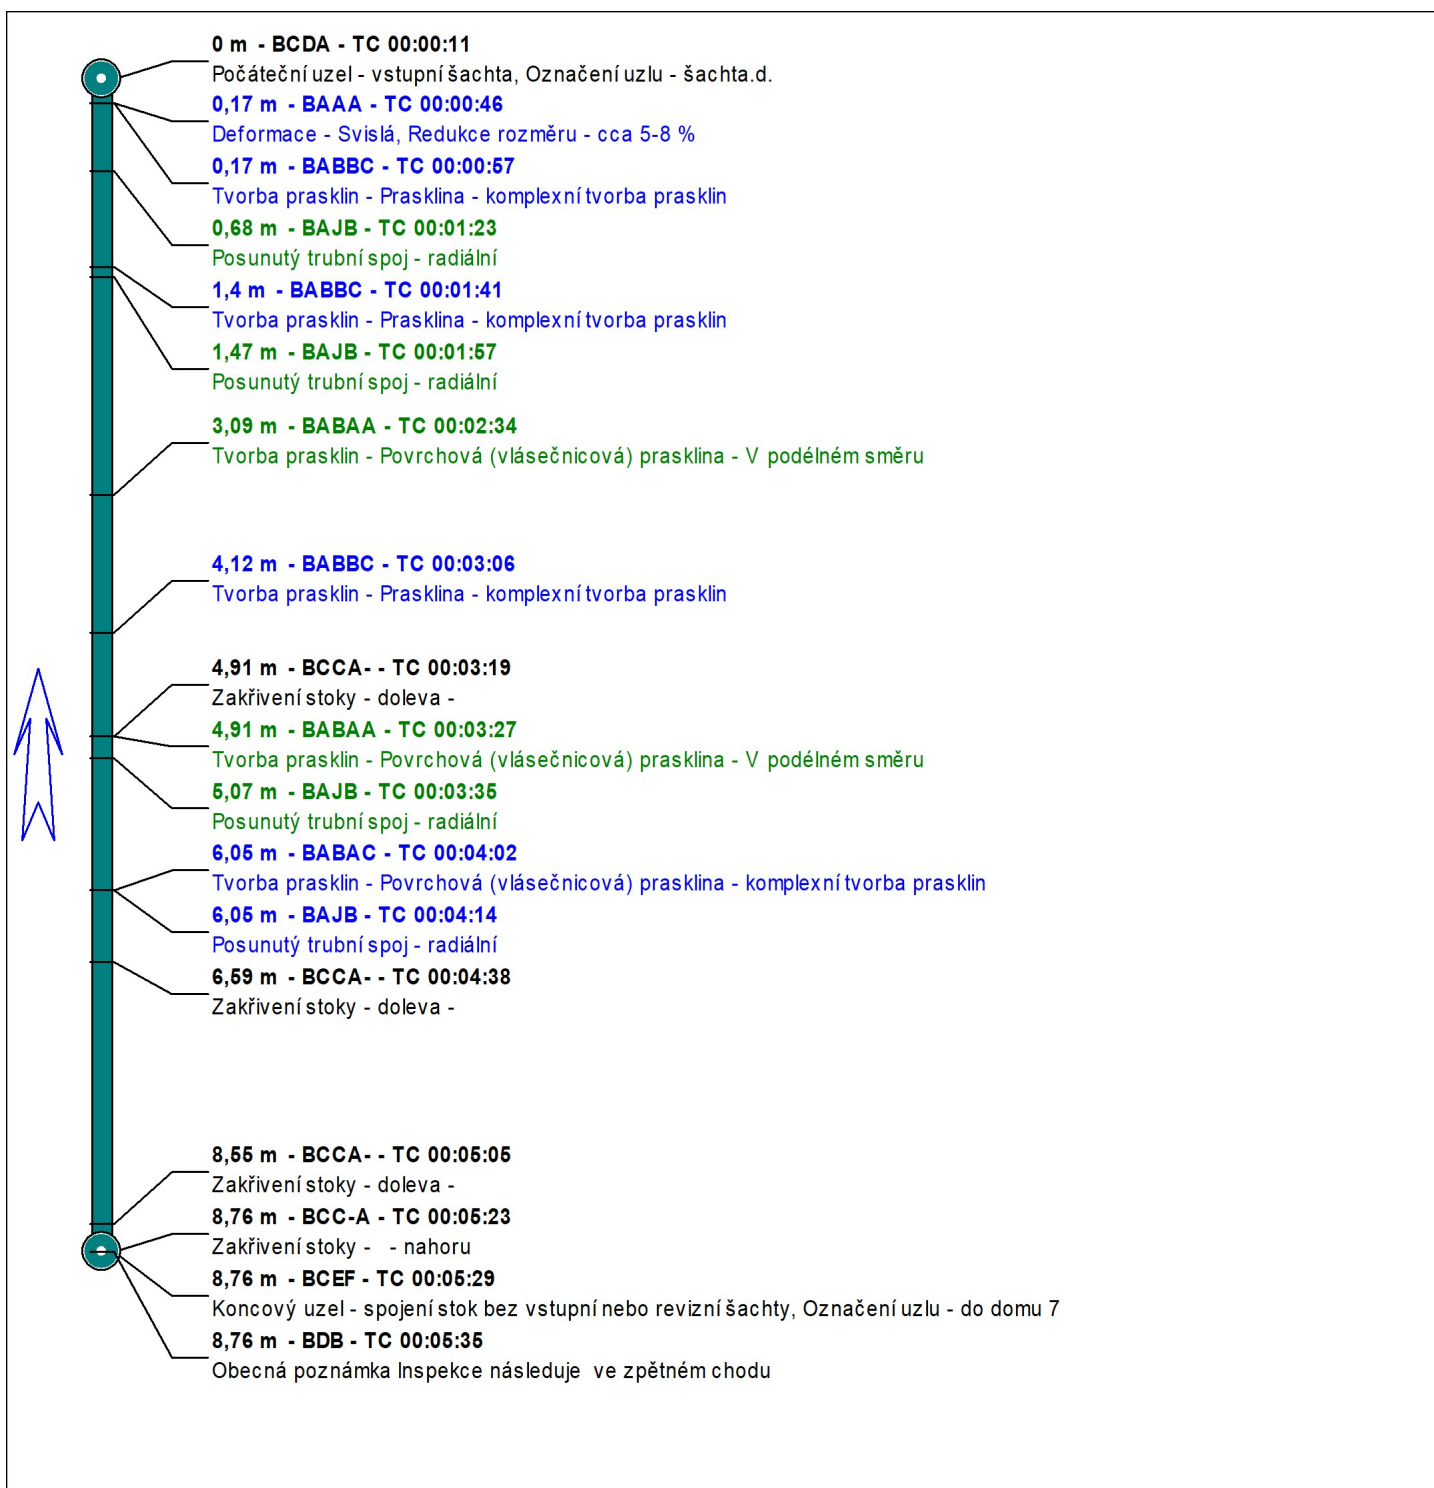 0 m - BCDA - TC 00:00:11
Počáteční uzel - vstupní šachta, Označení uzlu - šachta.d.
0,17 m - BAAA - TC 00:00:46
Deformace - Svislá, Redukce rozměru - cca 5-8 %
0,17 m - BABBC - TC 00:00:57
Tvorba prasklin - Prasklina - komplexní tvorba prasklin
0,68 m - BAJB - TC 00:01:23
Posunutý trubní spoj - radiální
1,4 m - BABBC - TC 00:01:41
Tvorba prasklin - Prasklina - komplexní tvorba prasklin
1,47 m - BAJB - TC 00:01:57
Posunutý trubní spoj - radiální
3,09 m - BABAA - TC 00:02:34
Tvorba prasklin - Povrchová (vlásečnicová) prasklina - V podélném směru
4,12 m - BABBC - TC 00:03:06
Tvorba prasklin - Prasklina - komplexní tvorba prasklin
4,91 m - BCCA- - TC 00:03:19
Zakřivení stoky - doleva -
4,91 m - BABAA - TC 00:03:27
Tvorba prasklin - Povrchová (vlásečnicová) prasklina - V podélném směru
5,07 m - BAJB - TC 00:03:35
Posunutý trubní spoj - radiální
6,05 m - BABAC - TC 00:04:02
Tvorba prasklin - Povrchová (vlásečnicová) prasklina - komplexní tvorba prasklin
6,05 m - BAJB - TC 00:04:14
Posunutý trubní spoj - radiální
6,59 m - BCCA- - TC 00:04:38
Zakřivení stoky - doleva -
8,55 m - BCCA- - TC 00:05:05
Zakřivení stoky - doleva -
8,76 m - BCC-A - TC 00:05:23
Zakřivení stoky - - nahoru
8,76 m - BCEF - TC 00:05:29
Koncový uzel - spojení stok bez vstupní nebo revizní šachty, Označení uzlu - do domu 7
8,76 m - BDB - TC 00:05:35
Obecná poznámka Inspekce následuje ve zpětném chodu